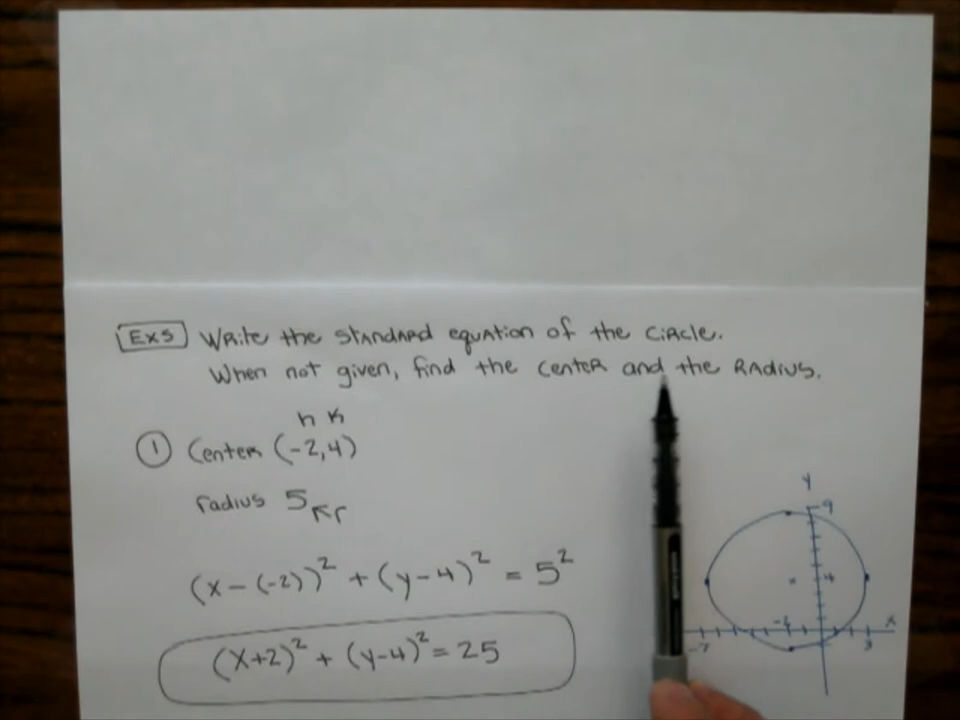 Ex5 Write the standard equation of the circle.
When not given, find the center and the radius.
h k
① Center (-2,4)
radius 5 ↖r
(x-(-2))² + (y-4)² = 5²
(x+2)² + (y-4)² = 25
y
9
4
-2
x
-7
3